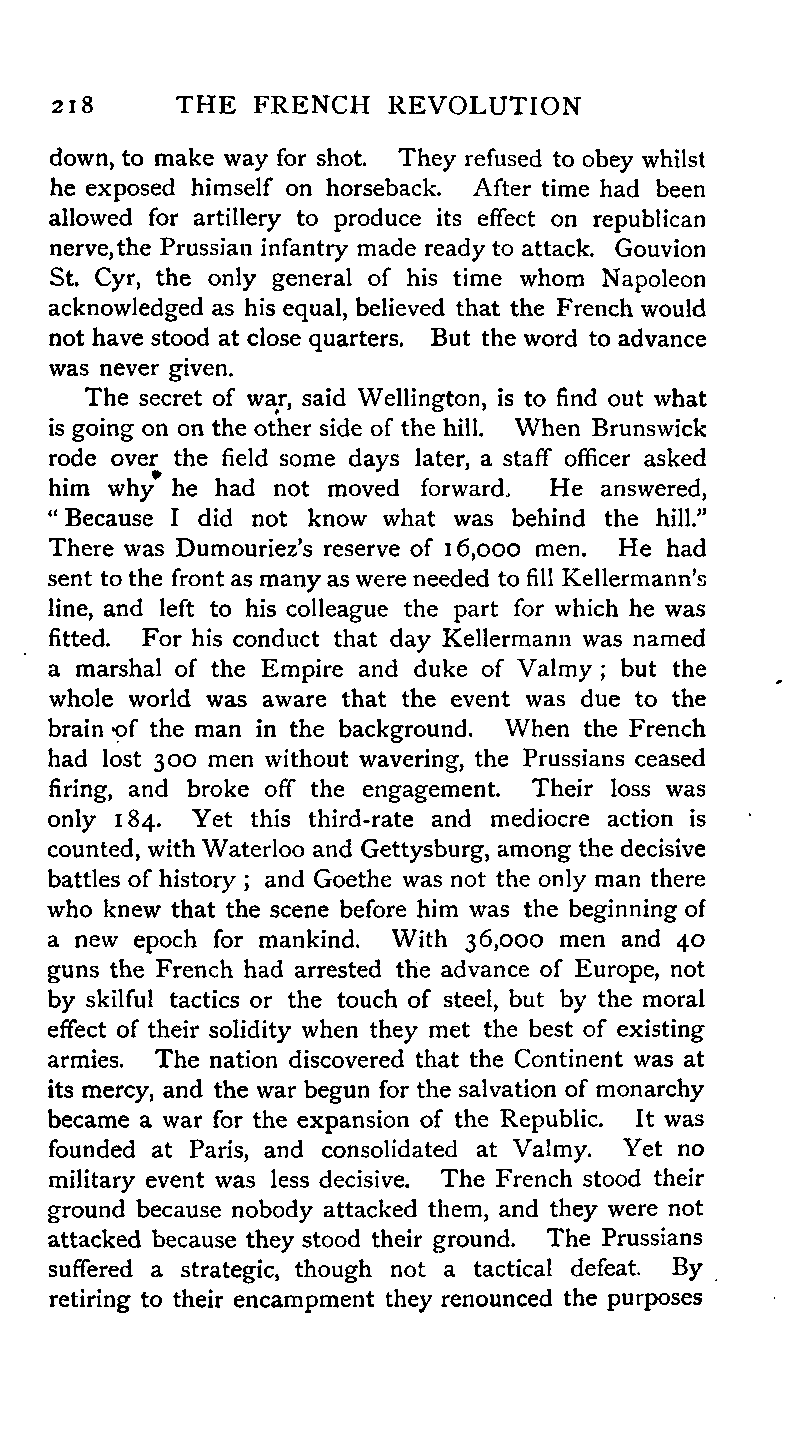 218 THE FRENCH REVOLUTION
down, to make way for shot. They refused to obey whilst
he exposed himself on horseback. After time had been
allowed for artillery to produce its effect on republican
nerve, the Prussian infantry made ready to attack. Gouvion
St. Cyr, the only general of his time whom Napoleon
acknowledged as his equal, believed that the French would
not have stood at close quarters. But the word to advance
was never given.
The secret of war, said Wellington, is to find out what
is going on on the other side of the hill. When Brunswick
rode over the field some days later, a staff officer asked
him why he had not moved forward. He answered,
“Because I did not know what was behind the hill.”
There was Dumouriez's reserve of 16,000 men. He had
sent to the front as many as were needed to fill Kellermann's
line, and left to his colleague the part for which he was
fitted. For his conduct that day Kellermann was named
a marshal of the Empire and duke of Valmy; but the
whole world was aware that the event was due to the
brain of the man in the background. When the French
had lost 300 men without wavering, the Prussians ceased
firing, and broke off the engagement. Their loss was
only 184. Yet this third-rate and mediocre action is
counted, with Waterloo and Gettysburg, among the decisive
battles of history; and Goethe was not the only man there
who knew that the scene before him was the beginning of
a new epoch for mankind. With 36,000 men and 40
guns the French had arrested the advance of Europe, not
by skilful tactics or the touch of steel, but by the moral
effect of their solidity when they met the best of existing
armies. The nation discovered that the Continent was at
its mercy, and the war begun for the salvation of monarchy
became a war for the expansion of the Republic. It was
founded at Paris, and consolidated at Valmy. Yet no
military event was less decisive. The French stood their
ground because nobody attacked them, and they were not
attacked because they stood their ground. The Prussians
suffered a strategic, though not a tactical defeat. By
retiring to their encampment they renounced the purposes